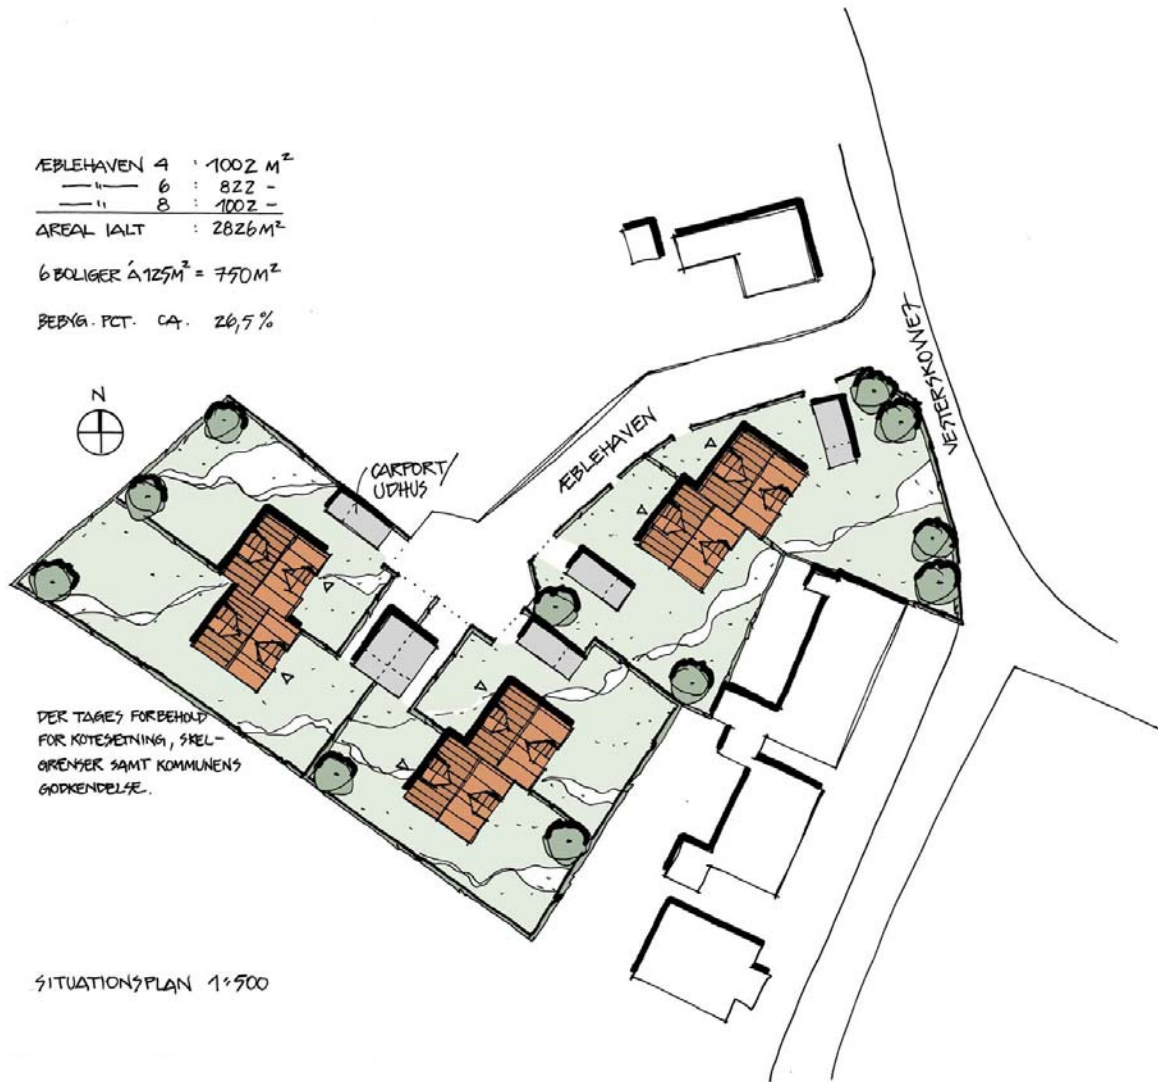 ÆBLEHAVEN 4 : 1002 M²
—"— 6 : 822 -
—"— 8 : 1002 -
AREAL IALT : 2826 M²
6 BOLIGER Á 125 M² = 750 M²
BEBYG. PCT. CA. 26,5 %
N
CARPORT/
UDHUS
ÆBLEHAVEN
VESTERSKOVVEJ
DER TAGES FORBEHOLD
FOR KOTESÆTNING, SKEL-
GRÆNSER SAMT KOMMUNENS
GODKENDELSE.
SITUATIONSPLAN 1:500